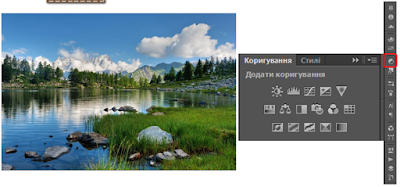 Коригування Стилі
Додати коригування